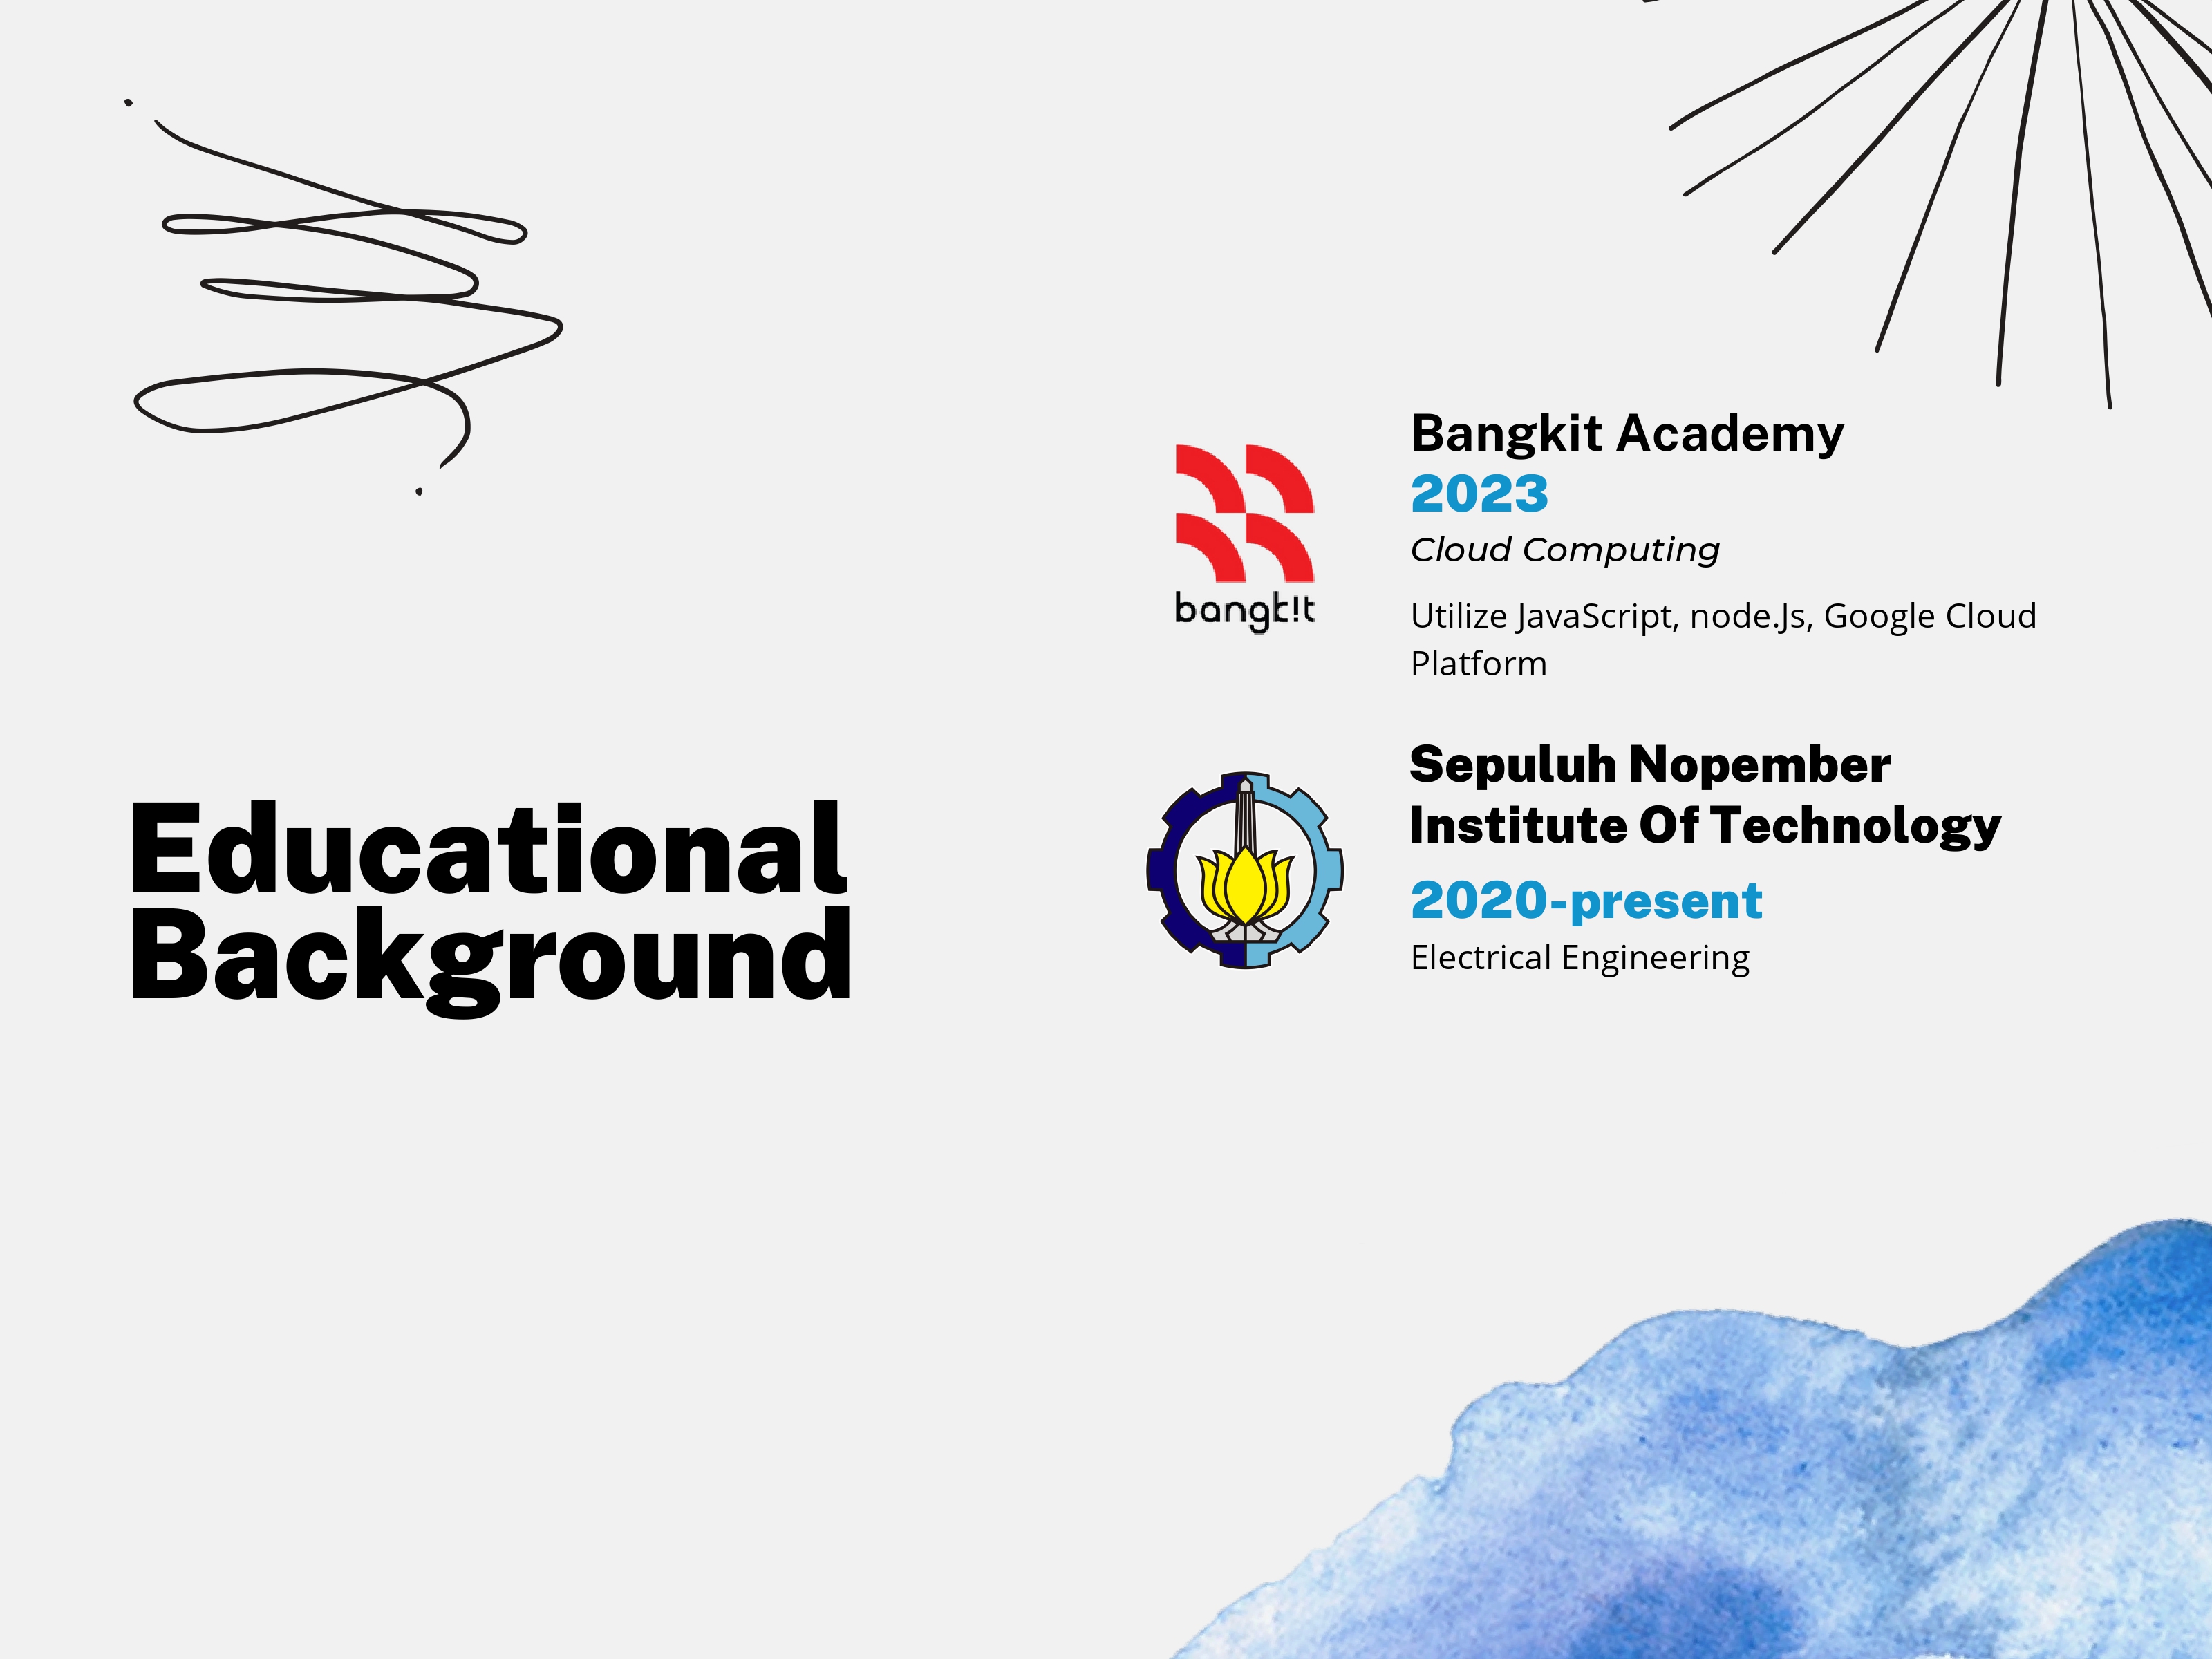 Educational
Background
bangk!t
Bangkit Academy
2023
Cloud Computing
Utilize JavaScript, node.Js, Google Cloud
Platform
Sepuluh Nopember
Institute Of Technology
2020-present
Electrical Engineering